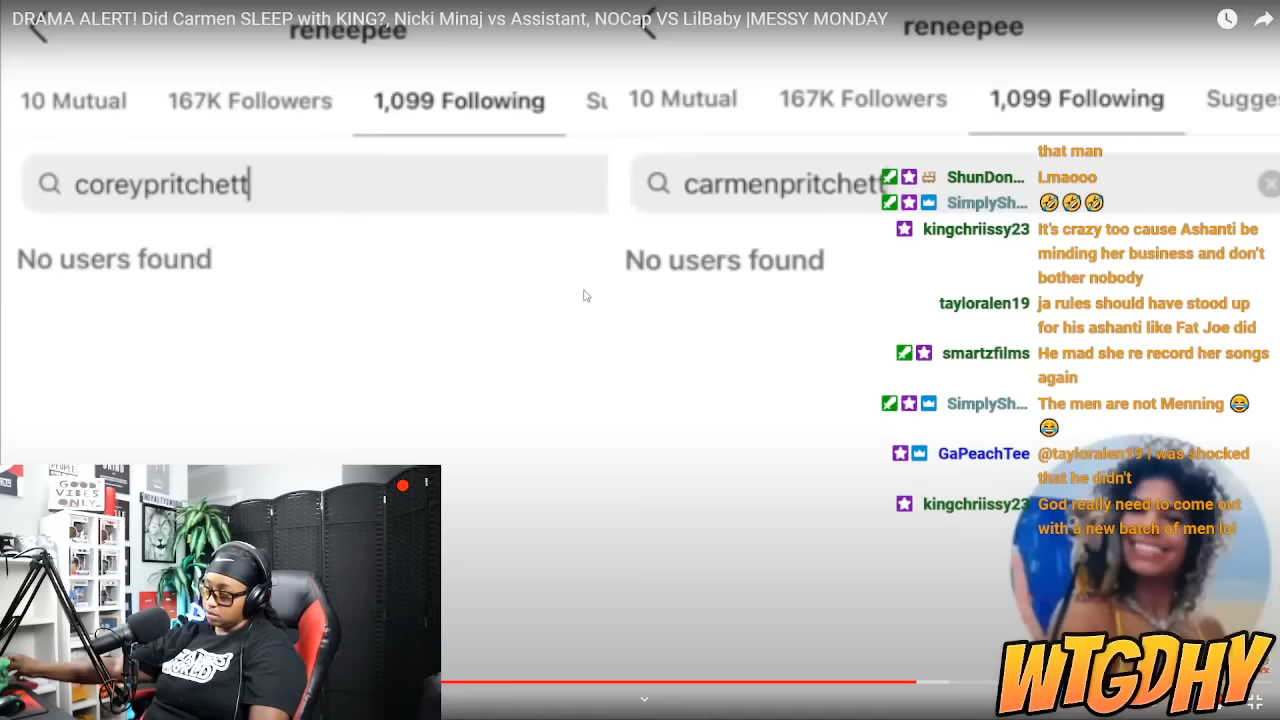 DRAMA ALERT! Did Carmen SLEEP with KING?, Nicki Minaj vs Assistant, NOCap VS LilBaby |MESSY MONDAY
reneepee
reneepee
10 Mutual 167K Followers 1,099 Following
10 Mutual 167K Followers 1,099 Following Sugges
coreypritchett
carmenpritchett
No users found
No users found
that man
ShunDon... Lmaooo
SimplySh... 🤣🤣🤣
kingchriissy23 It's crazy too cause Ashanti be
minding her business and don't
bother nobody
tayloralen19 ja rules should have stood up
for his ashanti like Fat Joe did
smartzfilms He mad she re record her songs
again
SimplySh... The men are not Menning 😂
😂
GaPeachTee @tayloralen19 I was shocked
that he didn't
kingchriissy23 God really need to come out
with a new batch of men lol
GOOD
VIBES
ONLY.
WTGDHY